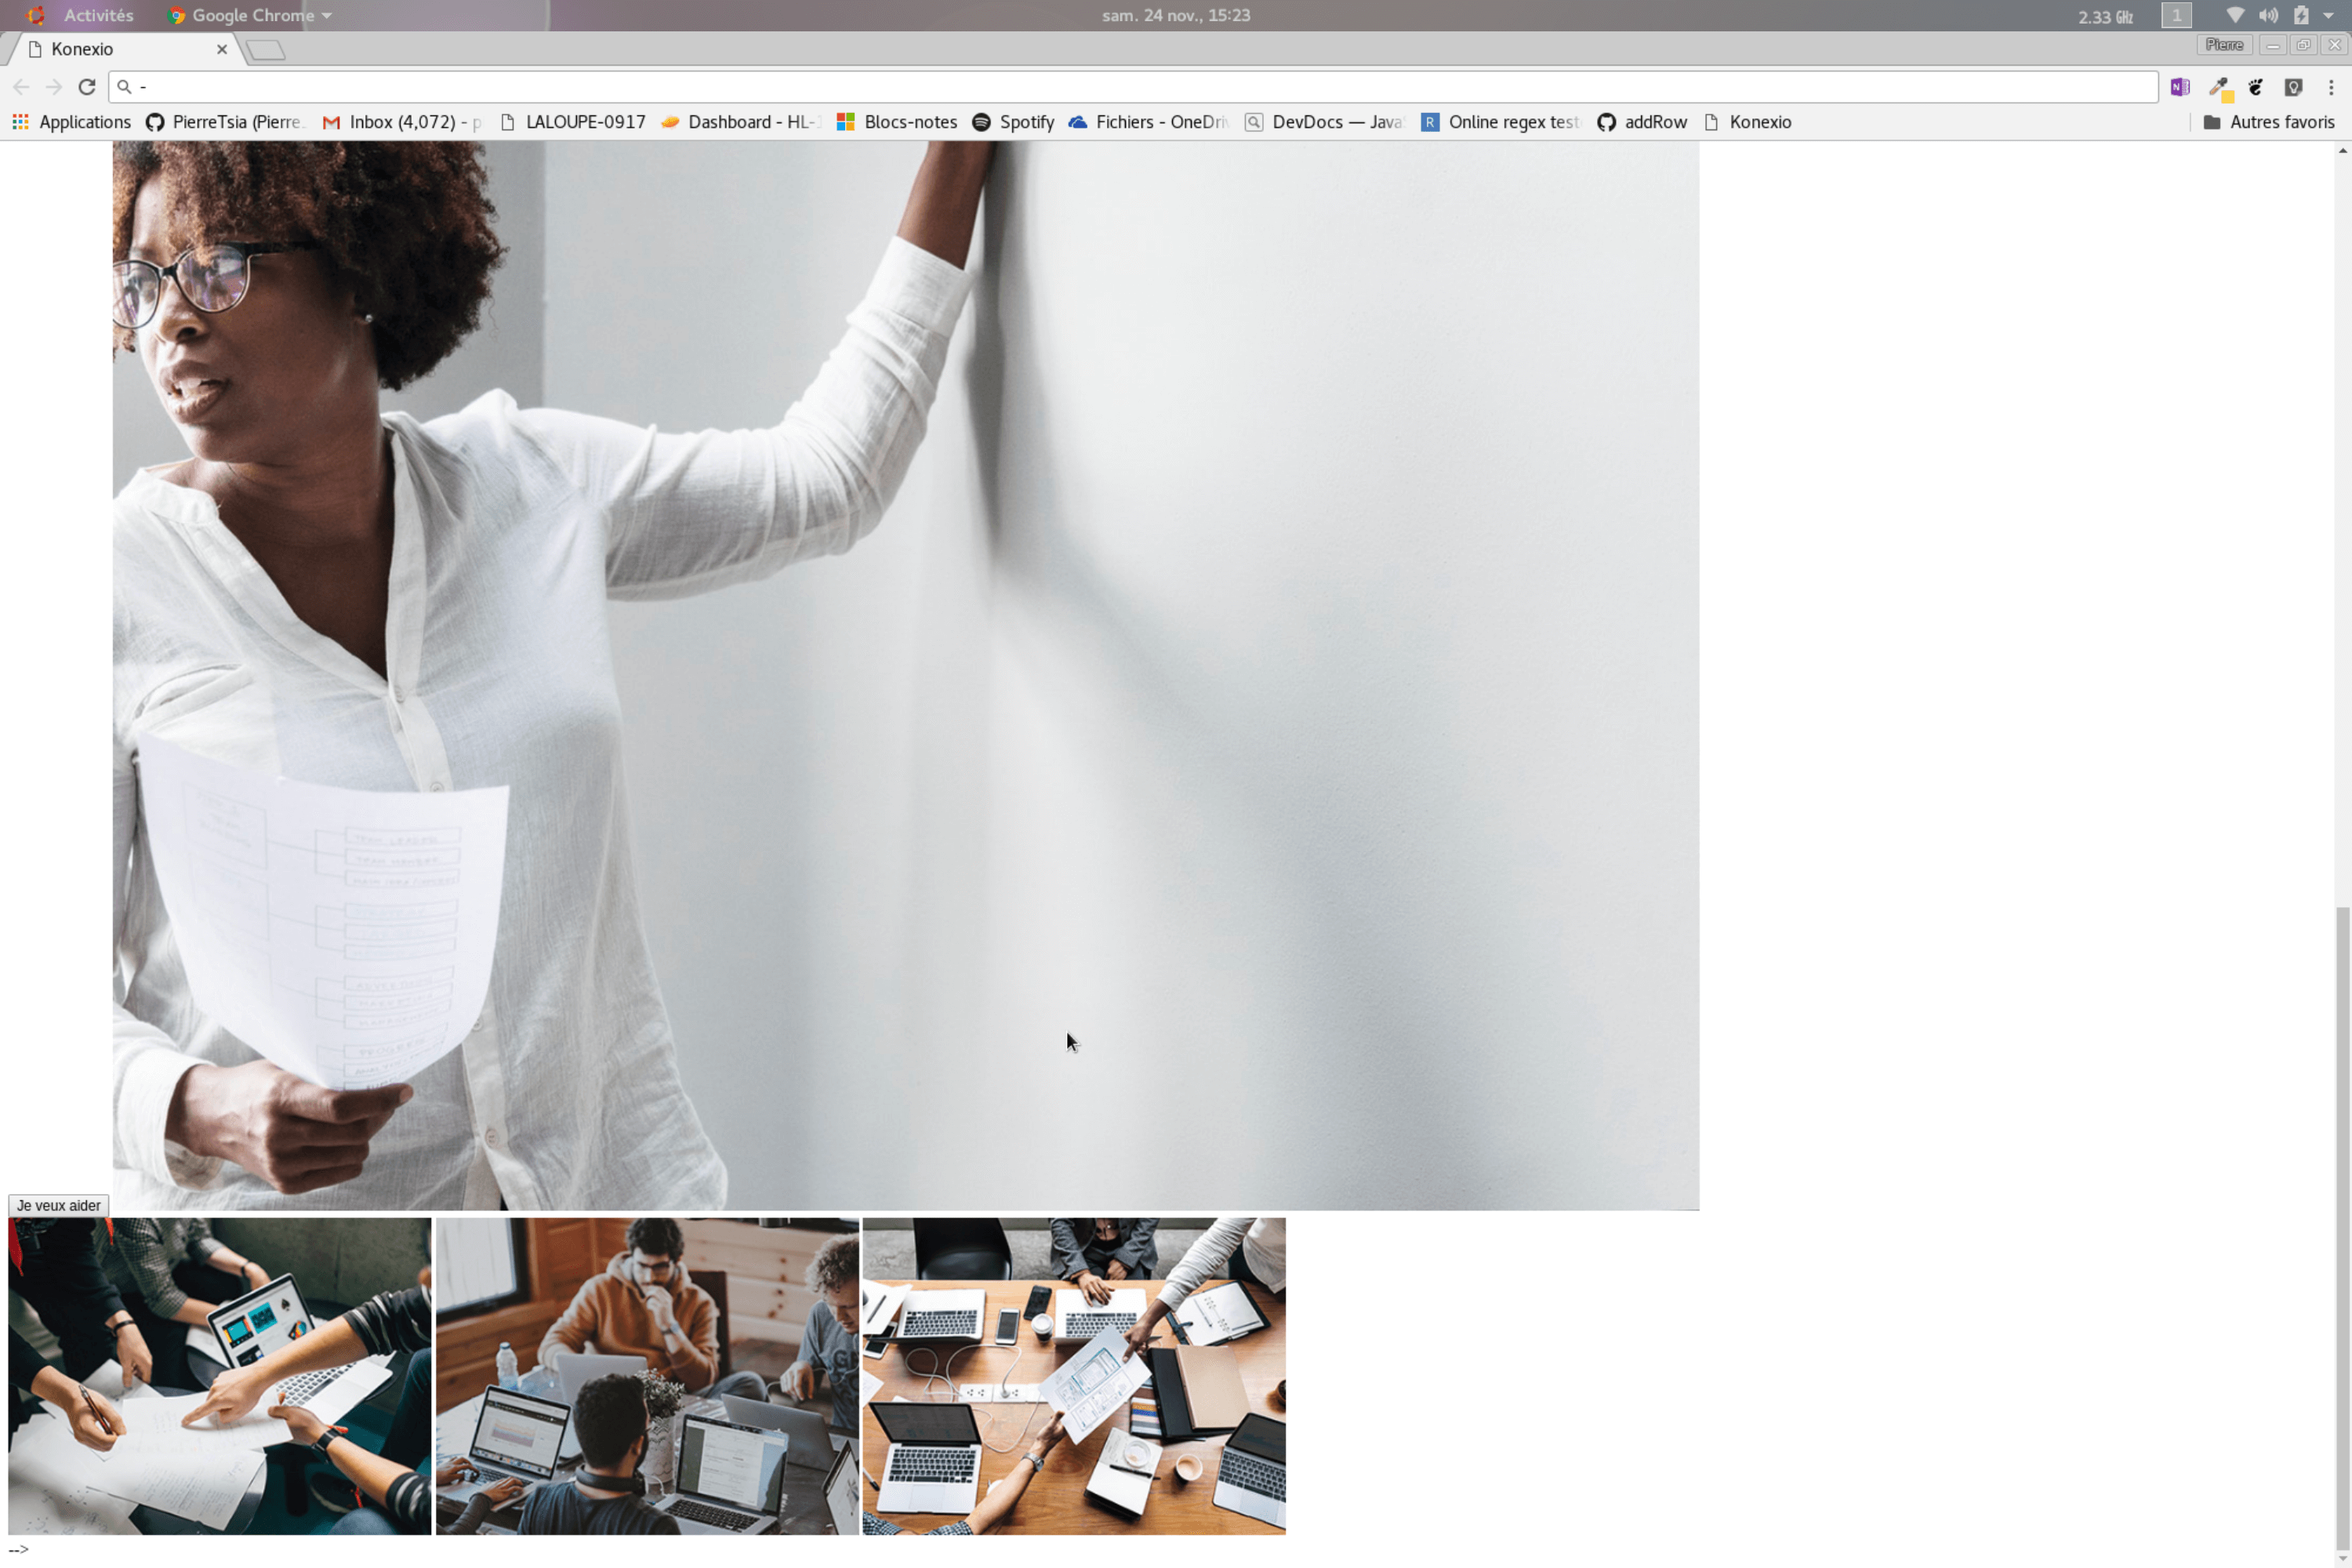 Activités
Google Chrome
sam. 24 nov., 15:23
2.33 GHz
1
Konexio
Pierre
-
Applications
PierreTsia (Pierre
Inbox (4,072) - p
LALOUPE-0917
Dashboard - HL-
Blocs-notes
Spotify
Fichiers - OneDri
DevDocs — Java
R
Online regex test
addRow
Konexio
Autres favoris
TEAM LEADER
Je veux aider
-->